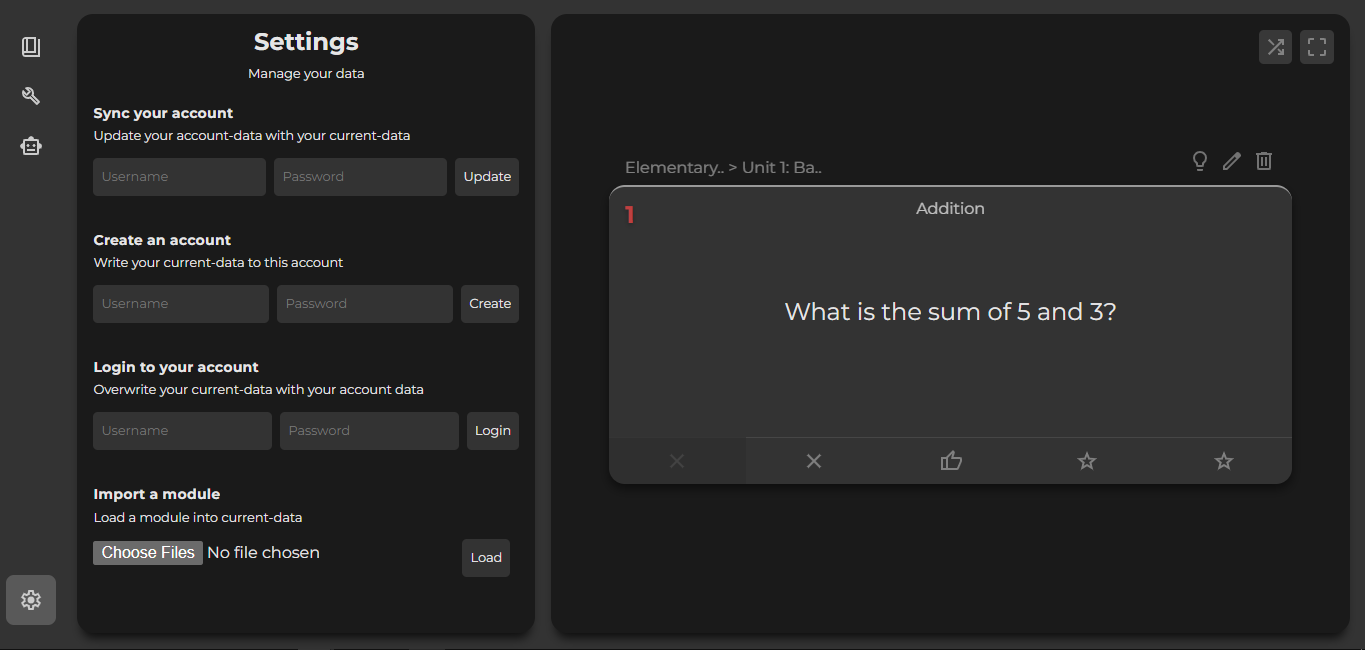 Settings
Manage your data
Sync your account
Update your account-data with your current-data
Username Password Update
Create an account
Write your current-data to this account
Username Password Create
Login to your account
Overwrite your current-data with your account data
Username Password Login
Import a module
Load a module into current-data
Choose Files No file chosen Load
Elementary.. > Unit 1: Ba..
1
Addition
What is the sum of 5 and 3?